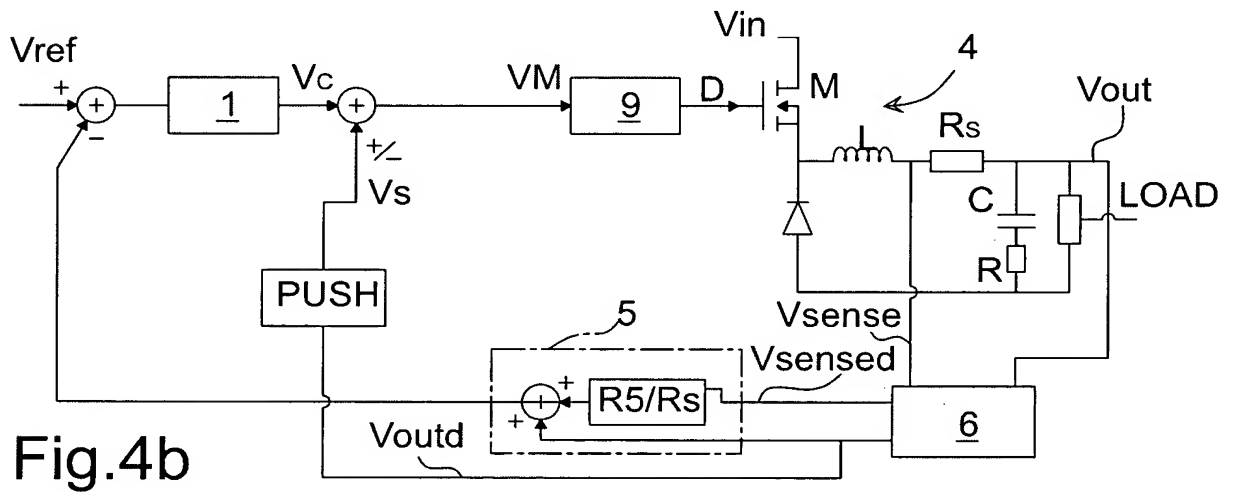 Vin
Vref
4
+
+
1
Vc
+
VM
9
D
M
Vout
−
+/−
Vs
L
Rs
C
R
LOAD
PUSH
5
Vsense
Vsensed
+
R5/Rs
+
+
6
Voutd
Fig.4b